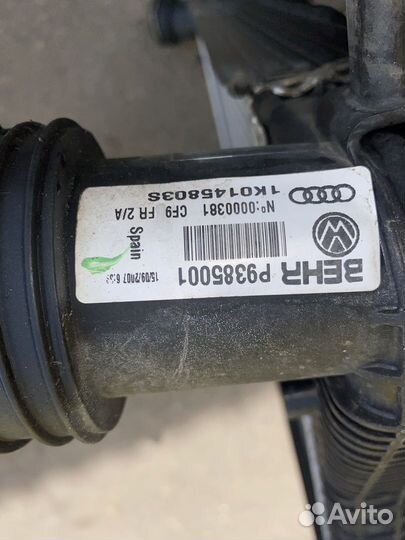 1K0145803S
Nº:0000381 CF9 FR 2/A
Spain
BEHR P9385001
15/09/2007
Avito